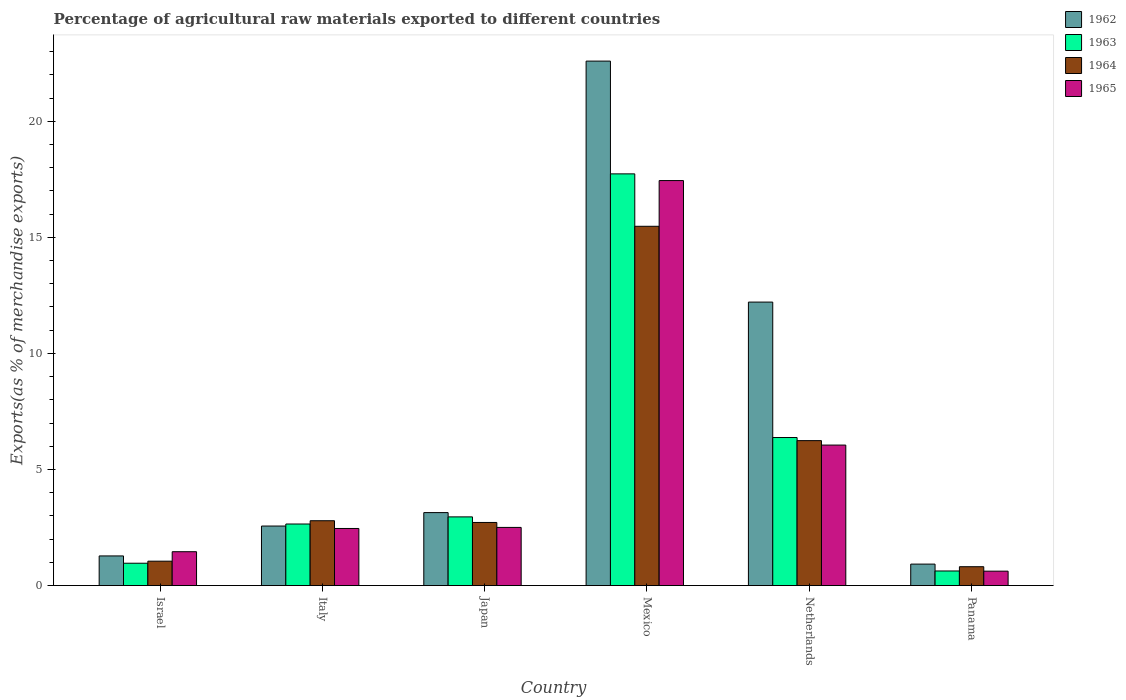 Percentage of agricultural raw materials exported to different countries
1962
1963
1964
1965
Exports(as % of merchandise exports)
20
15
10
5
0
Israel
Italy
Japan
Mexico
Netherlands
Panama
Country